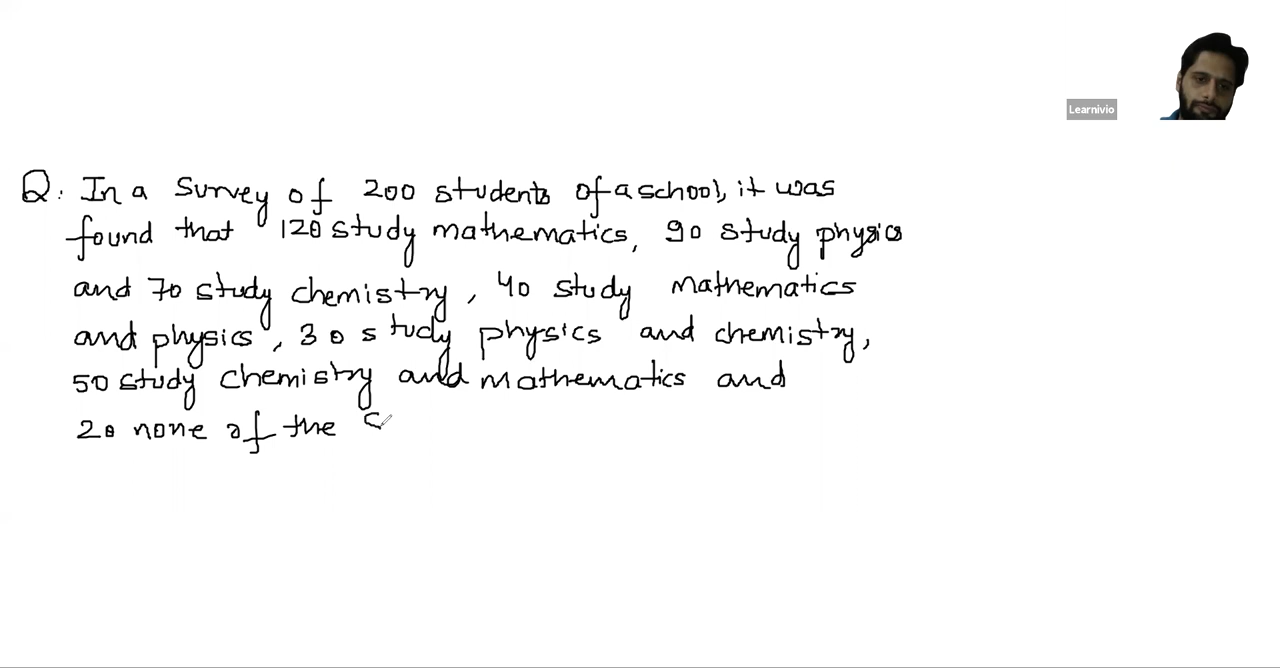 Learnivio
Q. In a survey of 200 students of a school, it was
found that 120 study mathematics, 90 study physics
and 70 study chemistry, 40 study mathematics
and physics, 30 study physics and chemistry,
50 study chemistry and mathematics and
20 none of the s